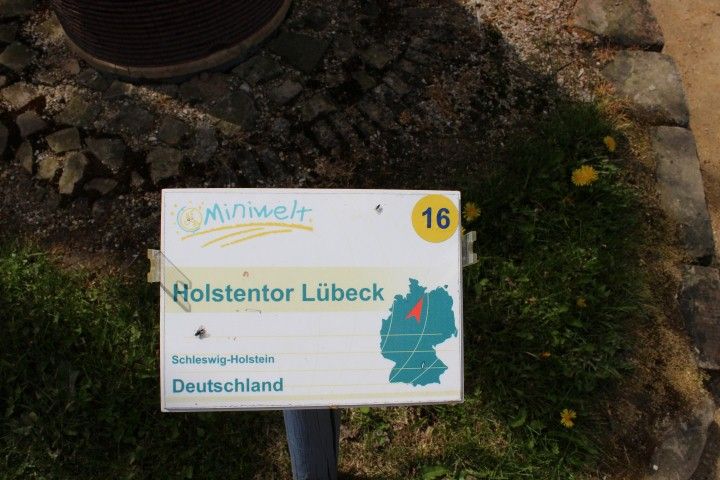 Miniwelt
16
Holstentor Lübeck
Schleswig-Holstein
Deutschland